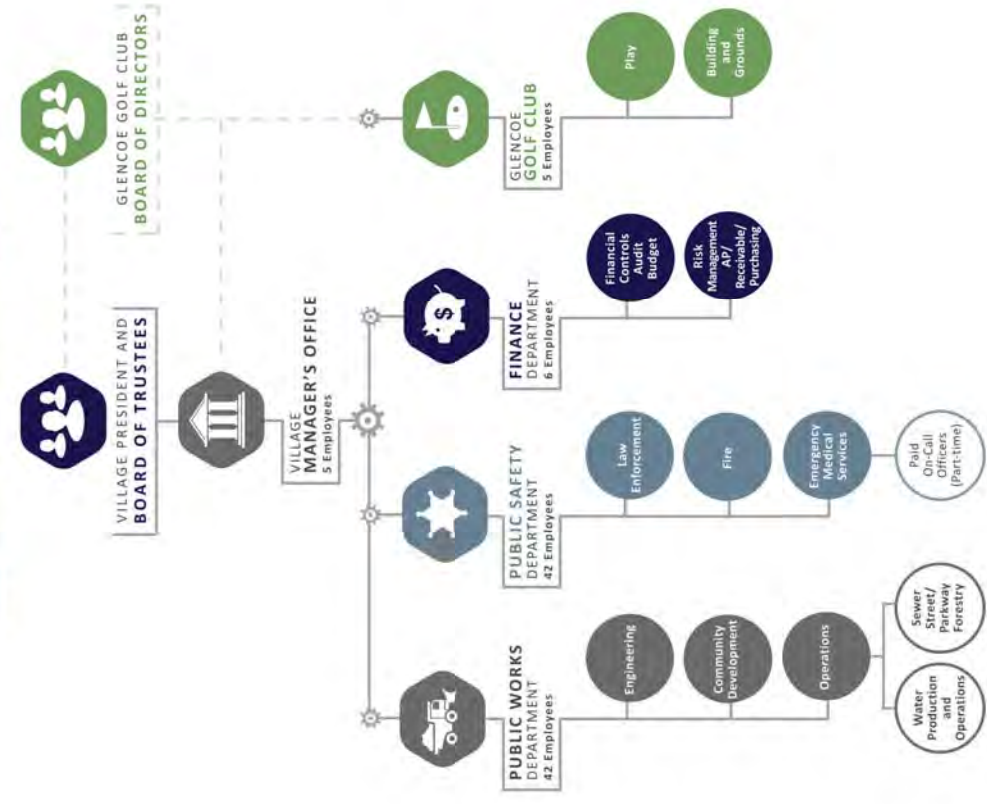 VILLAGE PRESIDENT AND
BOARD OF TRUSTEES
GLENCOE GOLF CLUB
BOARD OF DIRECTORS
VILLAGE
MANAGER'S OFFICE
5 Employees
PUBLIC WORKS
DEPARTMENT
42 Employees
Engineering
Community
Development
Operations
Water
Production
and
Operations
Sewer
Street/
Parkway
Forestry
PUBLIC SAFETY
DEPARTMENT
42 Employees
Law
Enforcement
Fire
Emergency
Medical
Services
Paid
On-Call
Officers
(Part-time)
FINANCE
DEPARTMENT
6 Employees
$
Financial
Controls
Audit
Budget
Risk
Management
AP/
Receivable/
Purchasing
GLENCOE
GOLF CLUB
5 Employees
Play
Building
and
Grounds